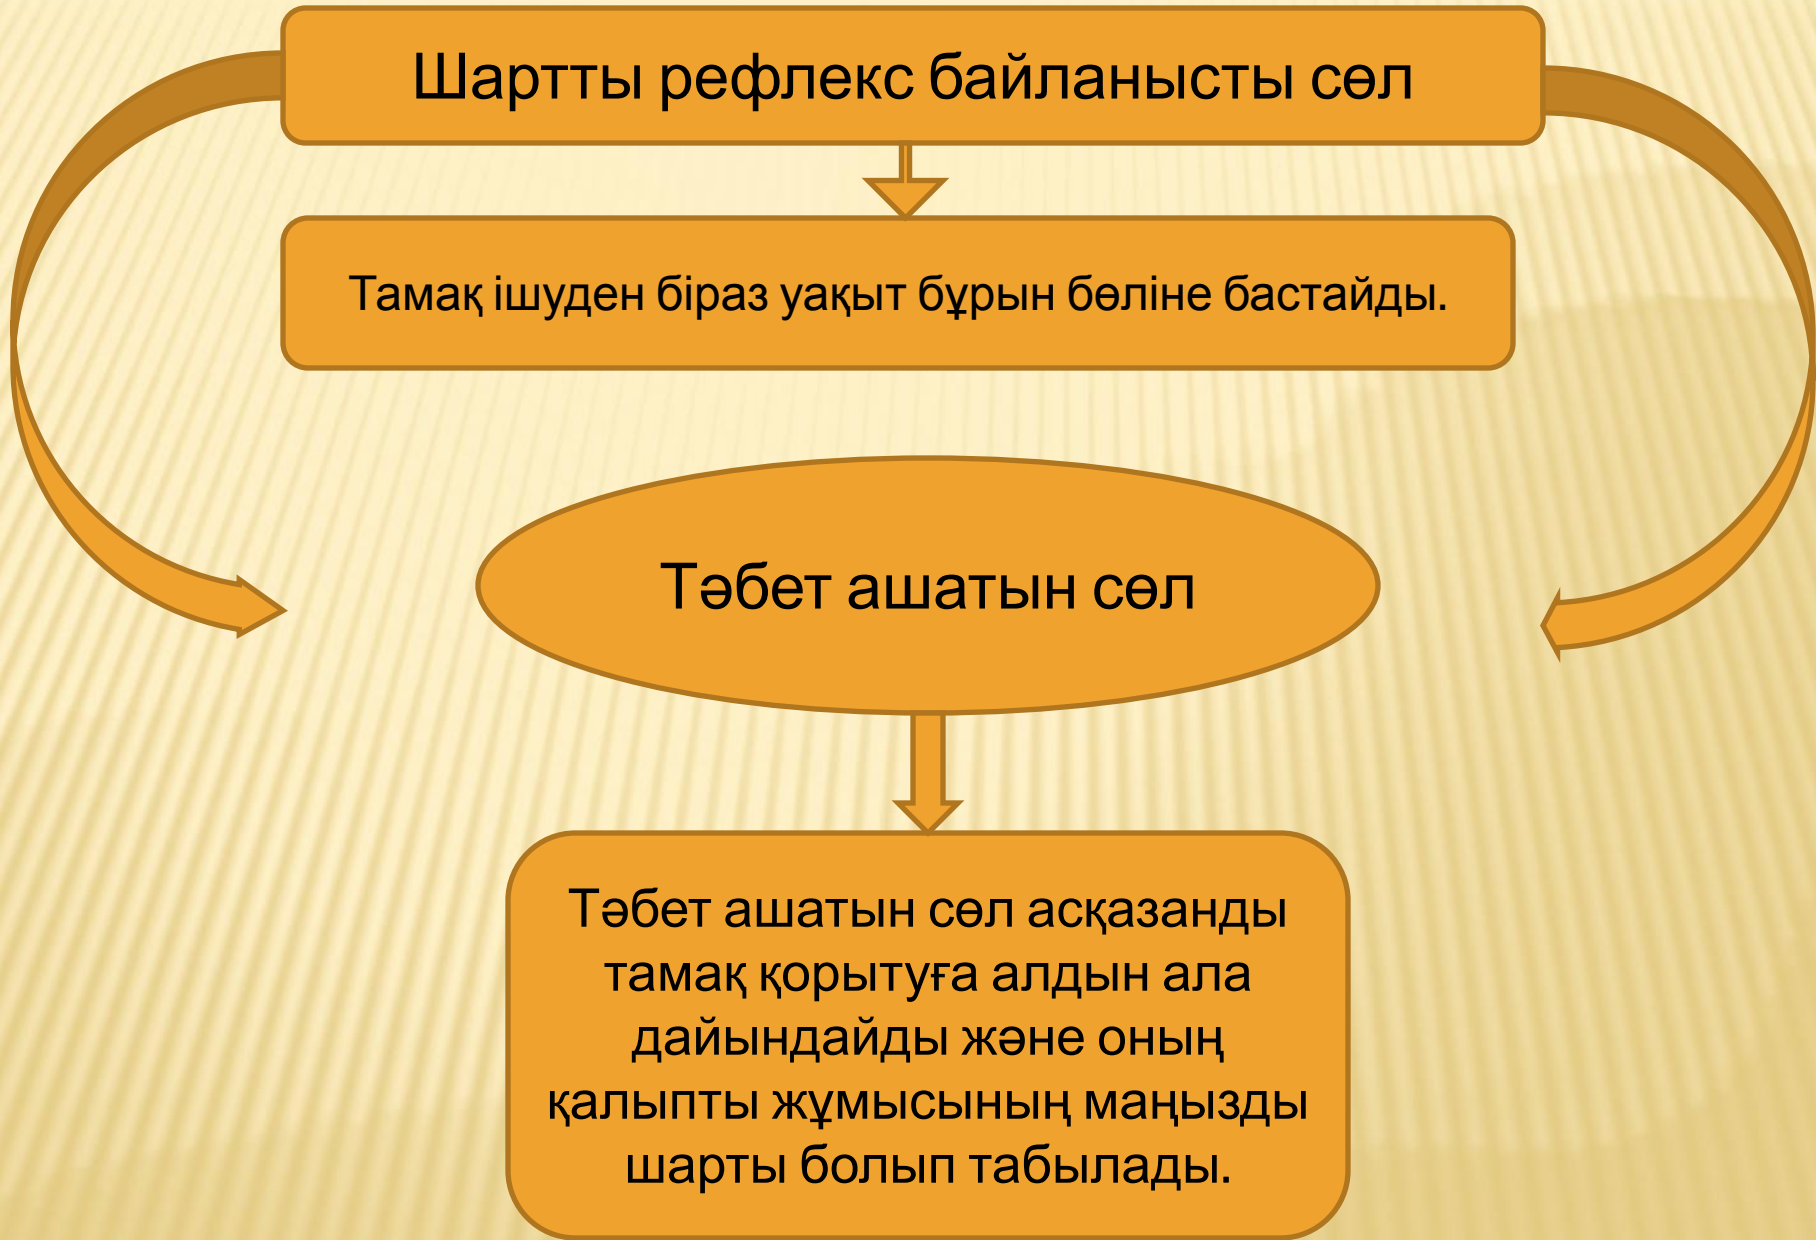 Шартты рефлекс байланысты сөл
Тамақ ішуден біраз уақыт бұрын бөліне бастайды.
Тәбет ашатын сөл
Тәбет ашатын сөл асқазанды
тамақ қорытуға алдын ала
дайындайды және оның
қалыпты жұмысының маңызды
шарты болып табылады.